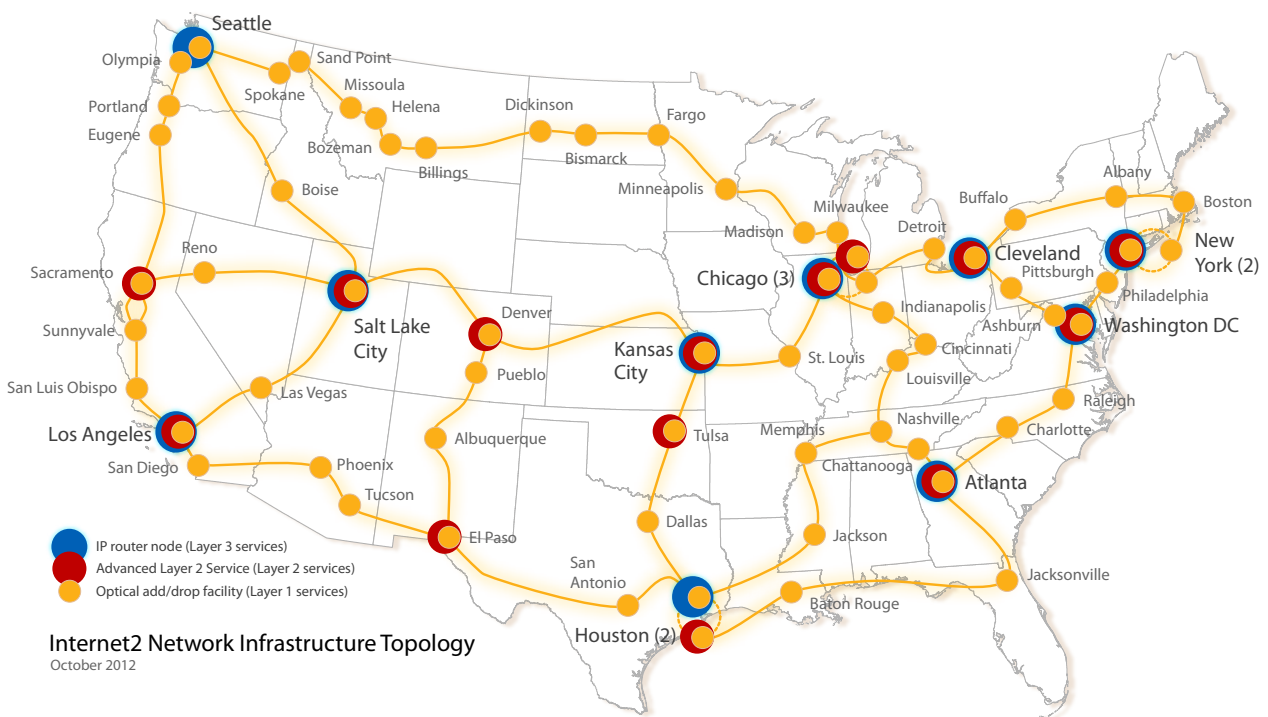 Seattle
Olympia
Sand Point
Spokane
Missoula
Portland
Helena
Dickinson
Fargo
Eugene
Bozeman
Bismarck
Billings
Albany
Boise
Minneapolis
Buffalo
Boston
Milwaukee
Madison
Detroit
New
York (2)
Reno
Cleveland
Sacramento
Chicago (3)
Pittsburgh
Philadelphia
Denver
Indianapolis
Salt Lake
City
Ashburn
Washington DC
Sunnyvale
Kansas
City
St. Louis
Cincinnati
Pueblo
Louisville
San Luis Obispo
Las Vegas
Raleigh
Nashville
Los Angeles
Albuquerque
Tulsa
Memphis
Charlotte
San Diego
Phoenix
Chattanooga
Atlanta
Tucson
Dallas
El Paso
Jackson
IP router node (Layer 3 services)
Advanced Layer 2 Service (Layer 2 services)
Optical add/drop facility (Layer 1 services)
San
Antonio
Jacksonville
Baton Rouge
Houston (2)
Internet2 Network Infrastructure Topology
October 2012